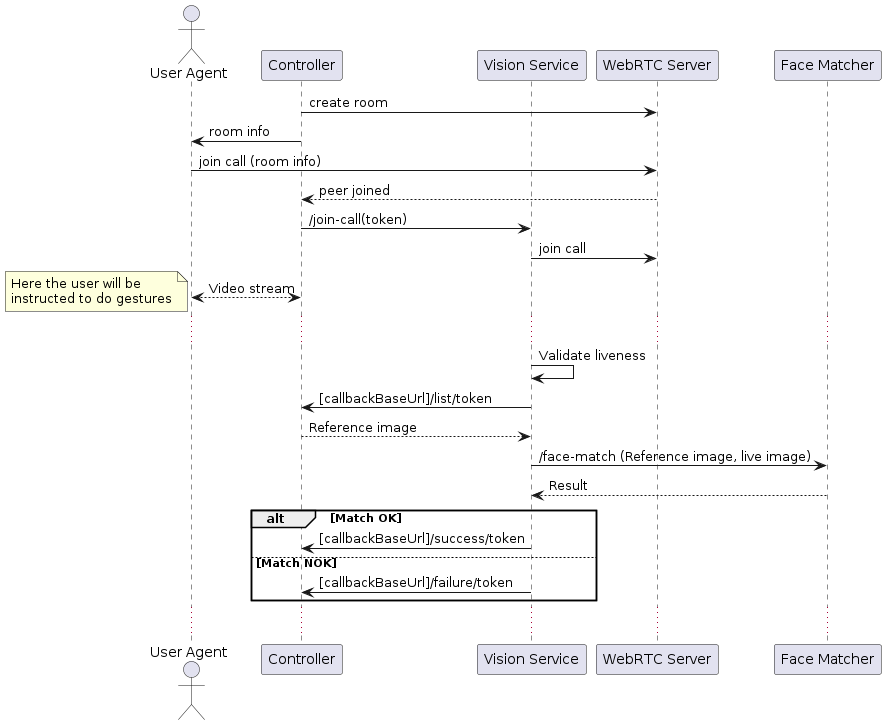 User Agent
Controller
Vision Service
WebRTC Server
Face Matcher
create room
room info
join call (room info)
peer joined
/join-call(token)
join call
Here the user will be
instructed to do gestures
Video stream
Validate liveness
[callbackBaseUrl]/list/token
Reference image
/face-match (Reference image, live image)
Result
alt
[Match OK]
[callbackBaseUrl]/success/token
[Match NOK]
[callbackBaseUrl]/failure/token
User Agent
Controller
Vision Service
WebRTC Server
Face Matcher